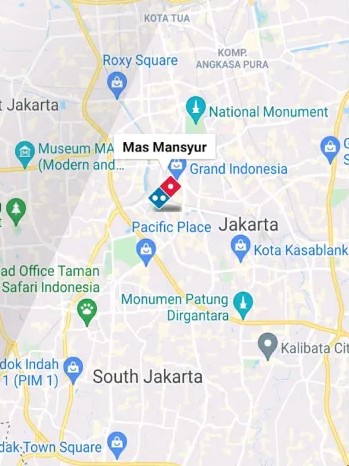 KOTA TUA
Roxy Square
KOMP.
ANGKASA PURA
t Jakarta
National Monument
Museum MA
(Modern and...
Mas Mansyur
Grand Indonesia
G
S
Pacific Place
Jakarta
Kota Kasablank
ad Office Taman
Safari Indonesia
Monumen Patung
Dirgantara
Kalibata Cit
dok Indah
1 (PIM 1)
South Jakarta
dak Town Square